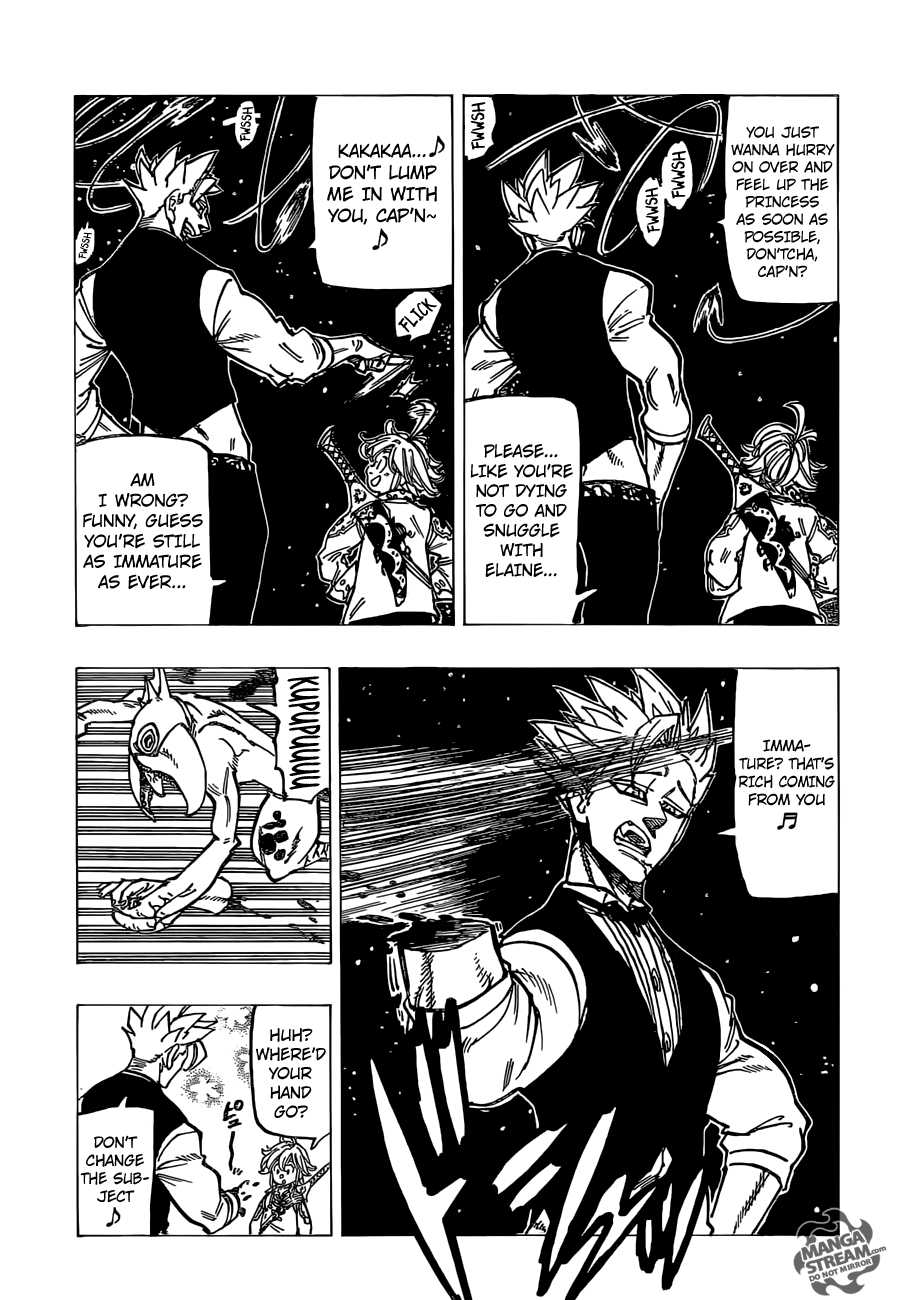 YOU JUST
WANNA HURRY
ON OVER AND
FEEL UP THE
PRINCESS
AS SOON AS
POSSIBLE,
DON'TCHA,
CAP'N?
FWWSH
FWWSH
FWWSH
PLEASE...
LIKE YOU'RE
NOT DYING
TO GO AND
SNUGGLE
WITH
ELAINE...
KAKAKAA...♪
DON'T LUMP
ME IN WITH
YOU, CAP'N~
♪
FWSSH
FWSSH
FLICK
AM
I WRONG?
FUNNY, GUESS
YOU'RE STILL
AS IMMATURE
AS EVER...
IMMA-
TURE? THAT'S
RICH COMING
FROM YOU
♬
KUPUPUUUU
HUH?
WHERE'D
YOUR
HAND
GO?
ピュー
DON'T
CHANGE
THE SUB-
JECT
♪
MANGA
STREAM.com
DO NOT MIRROR